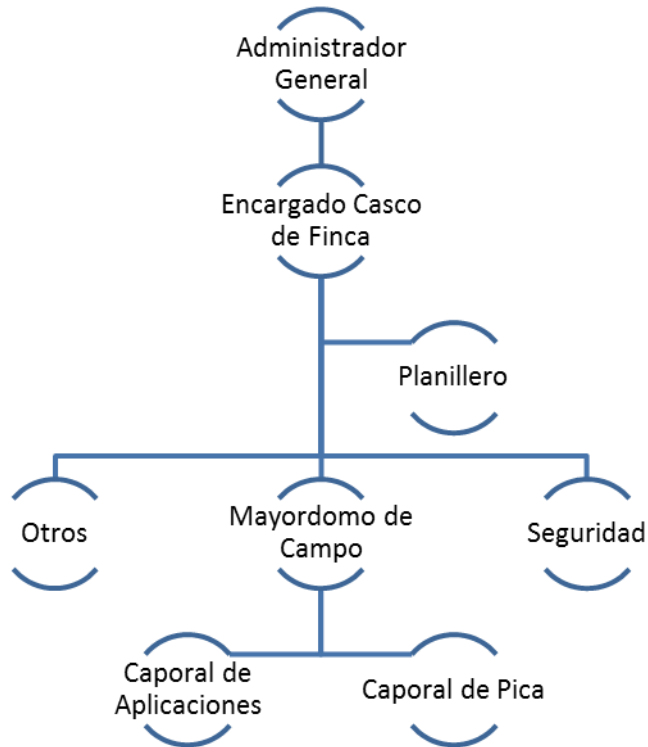 Administrador
General
Encargado Casco
de Finca
Planillero
Otros
Mayordomo de
Campo
Seguridad
Caporal de
Aplicaciones
Caporal de Pica